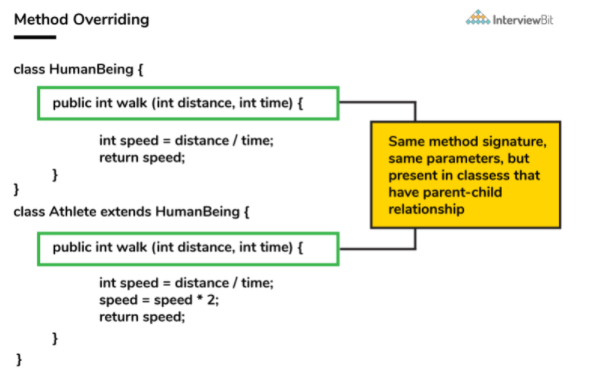 Method Overriding
InterviewBit
class HumanBeing {
public int walk (int distance, int time) {
int speed = distance / time;
return speed;
}
}
Same method signature,
same parameters, but
present in classess that
have parent-child
relationship
class Athlete extends HumanBeing {
public int walk (int distance, int time) {
int speed = distance / time;
speed = speed * 2;
return speed;
}
}